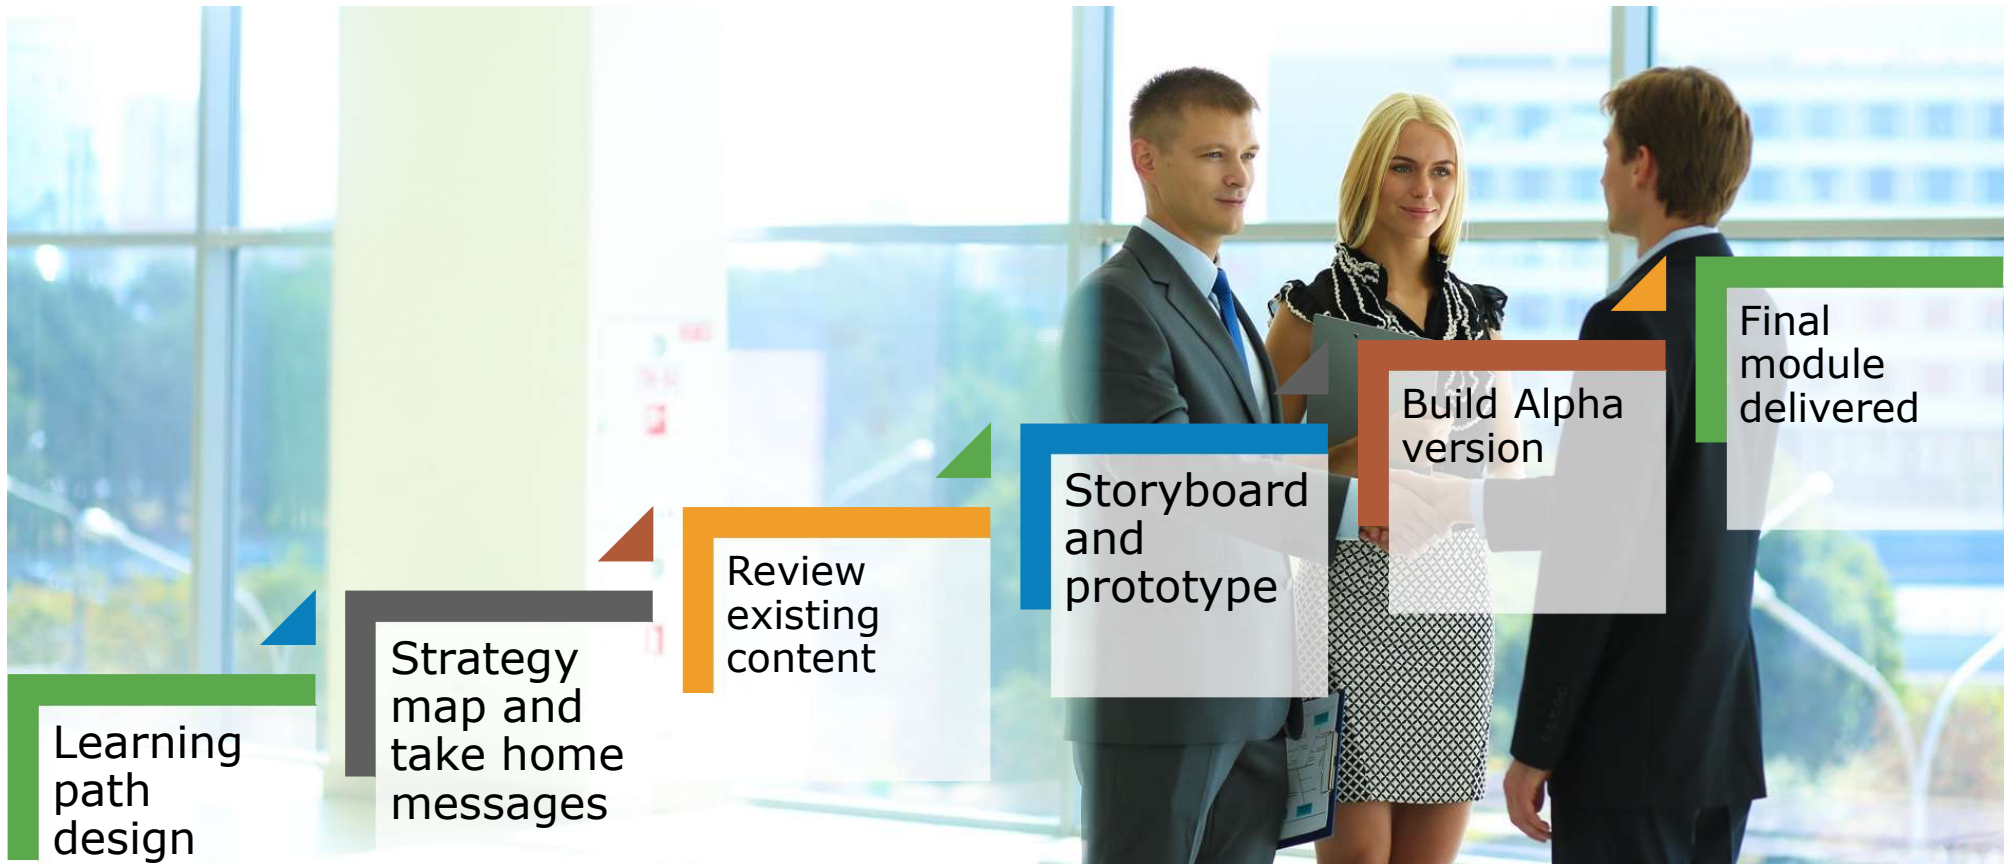 Learning
path
design
Strategy
map and
take home
messages
Review
existing
content
Storyboard
and
prototype
Build Alpha
version
Final
module
delivered